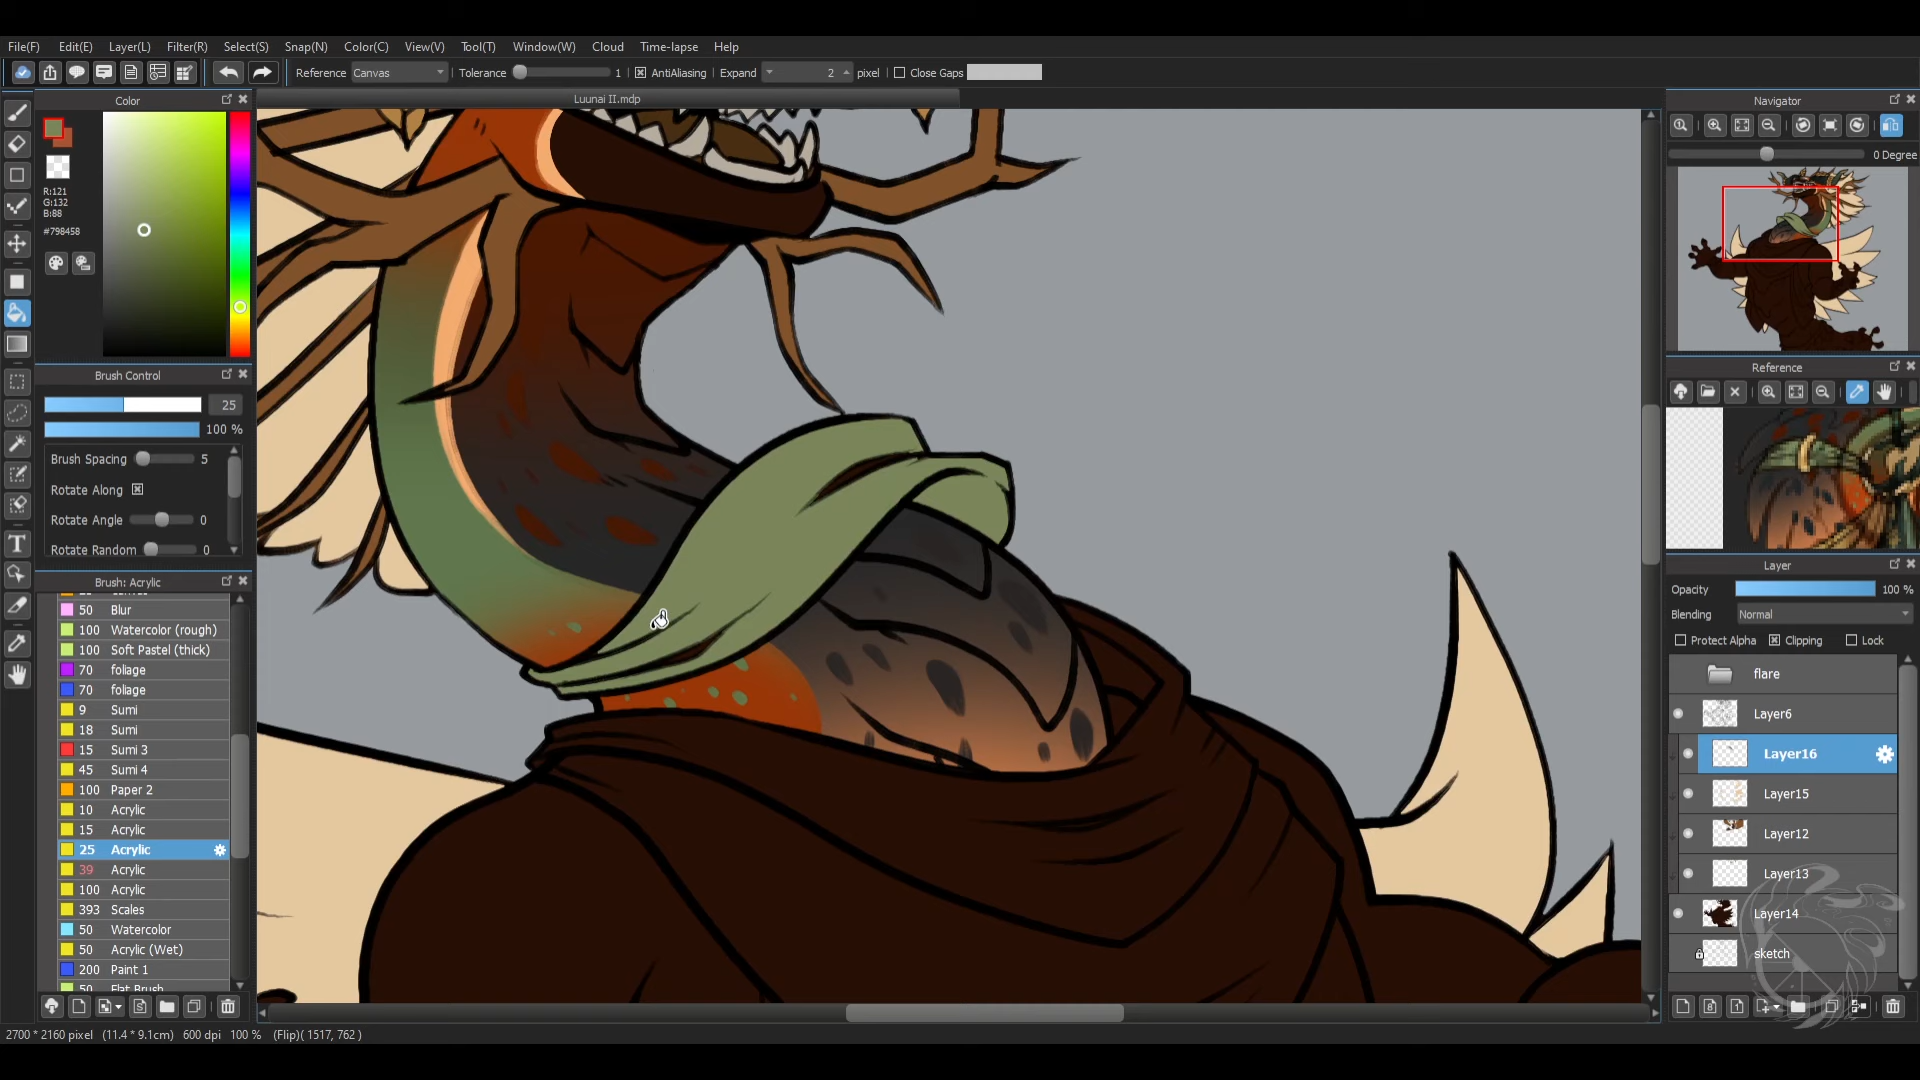 File(F) Edit(E) Layer(L) Filter(R) Select(S) Snap(N) Color(C) View(V) Tool(T) Window(W) Cloud Time-lapse Help
Reference Canvas Tolerance 1 AntiAliasing Expand 2 pixel Close Gaps
Color
Luunai II.mdp
Navigator
R:121
G:132
B:88
#798458
0 Degree
Brush Control
25
100 %
Brush Spacing 5
Rotate Along
Rotate Angle 0
Rotate Random 0
Reference
Brush: Acrylic
50 Blur
100 Watercolor (rough)
100 Soft Pastel (thick)
70 foliage
70 foliage
9 Sumi
18 Sumi
15 Sumi 3
45 Sumi 4
100 Paper 2
10 Acrylic
15 Acrylic
25 Acrylic
39 Acrylic
100 Acrylic
393 Scales
50 Watercolor
50 Acrylic (Wet)
200 Paint 1
50 Flat Brush
Layer
Opacity 100 %
Blending Normal
Protect Alpha Clipping Lock
flare
Layer6
Layer16
Layer15
Layer12
Layer13
Layer14
sketch
2700 * 2160 pixel (11.4 * 9.1cm) 600 dpi 100 % (Flip)( 1517, 762 )